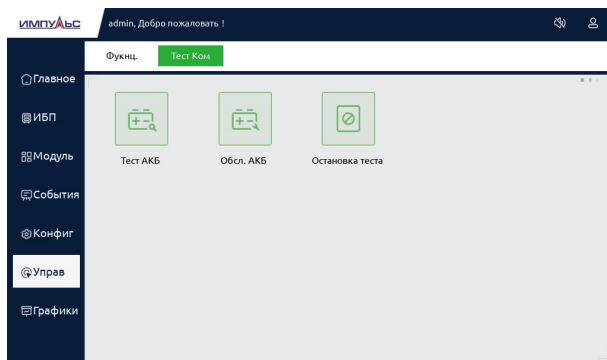 ИМПУЛЬС
admin, Добро пожаловать !
Фукнц.
Тест Ком
Главное
ИБП
Модуль
События
Конфиг
Управ
Графики
Тест АКБ
Обсл. АКБ
Остановка теста